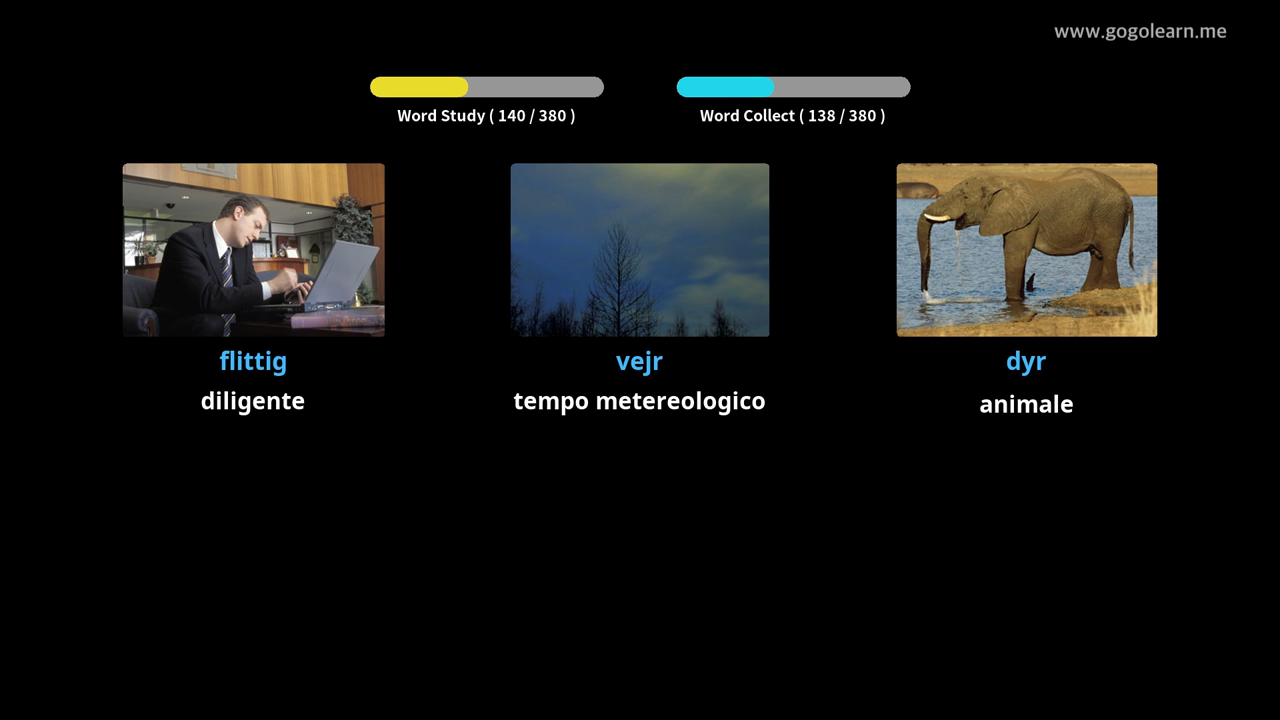 www.gogolearn.me
Word Study ( 140 / 380 )
Word Collect ( 138 / 380 )
flittig
vejr
dyr
diligente
tempo metereologico
animale